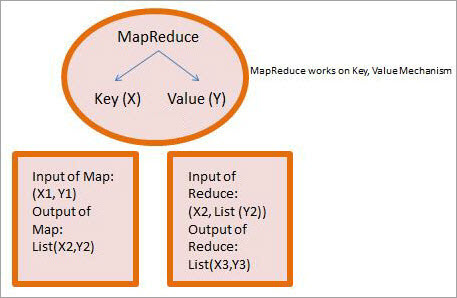 MapReduce
MapReduce works on Key, Value Mechanism
Key (X) Value (Y)
Input of Map:
(X1, Y1)
Output of
Map:
List(X2,Y2)
Input of
Reduce:
(X2, List (Y2))
Output of
Reduce:
List(X3,Y3)